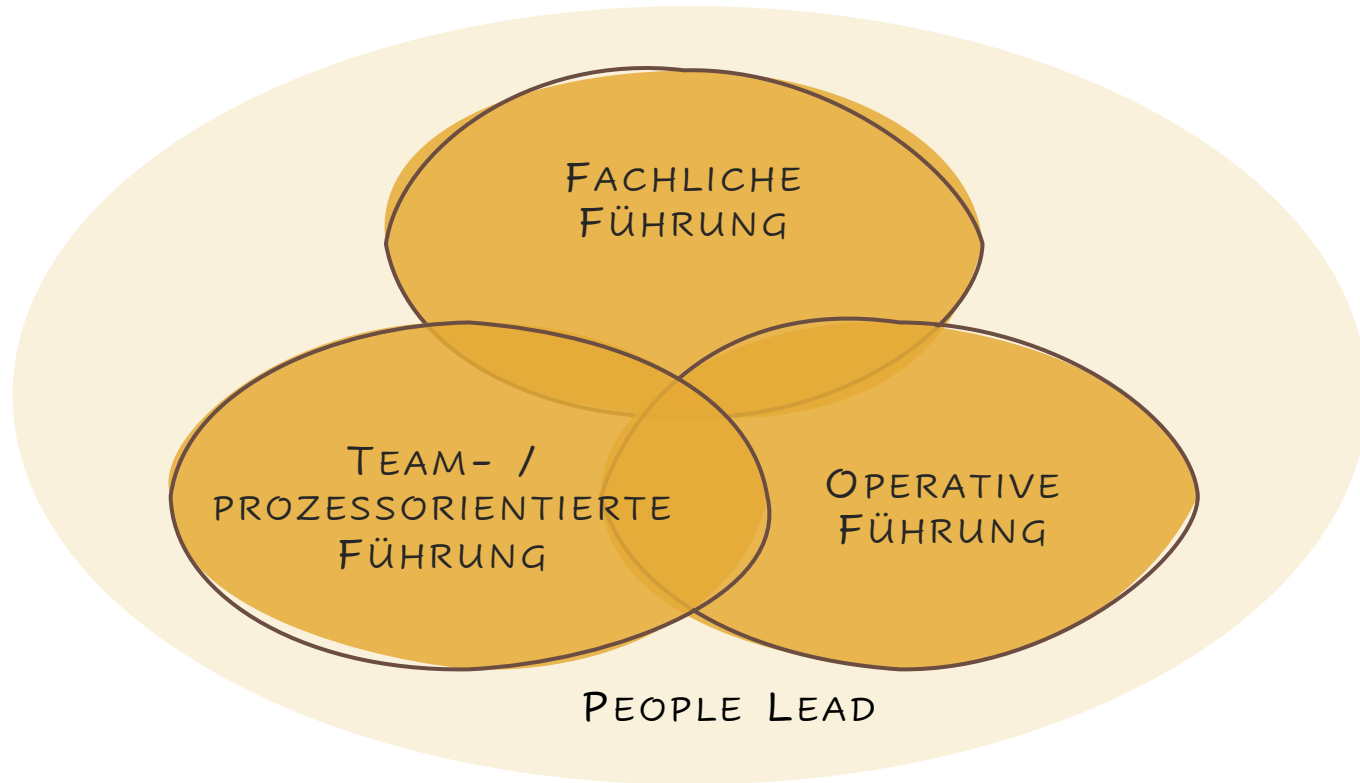 FACHLICHE
FÜHRUNG
TEAM- /
PROZESSORIENTIERTE
FÜHRUNG
OPERATIVE
FÜHRUNG
PEOPLE LEAD